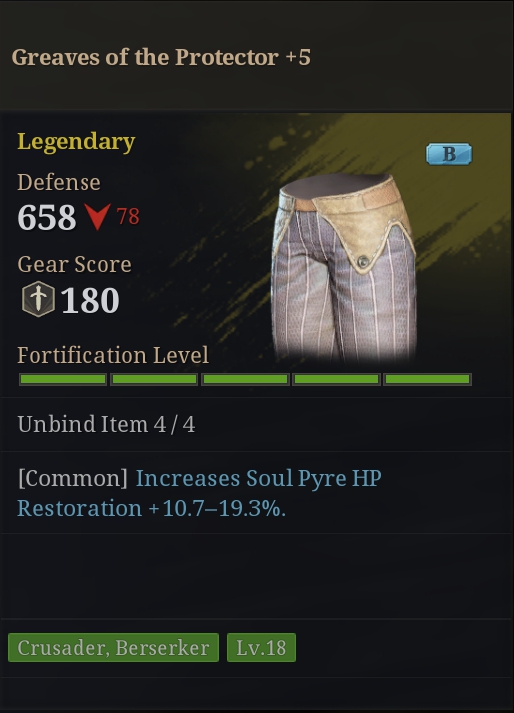 Greaves of the Protector +5
Legendary
B
Defense
658 78
Gear Score
180
Fortification Level
Unbind Item 4 / 4
[Common] Increases Soul Pyre HP
Restoration +10.7–19.3%.
Crusader, Berserker Lv.18